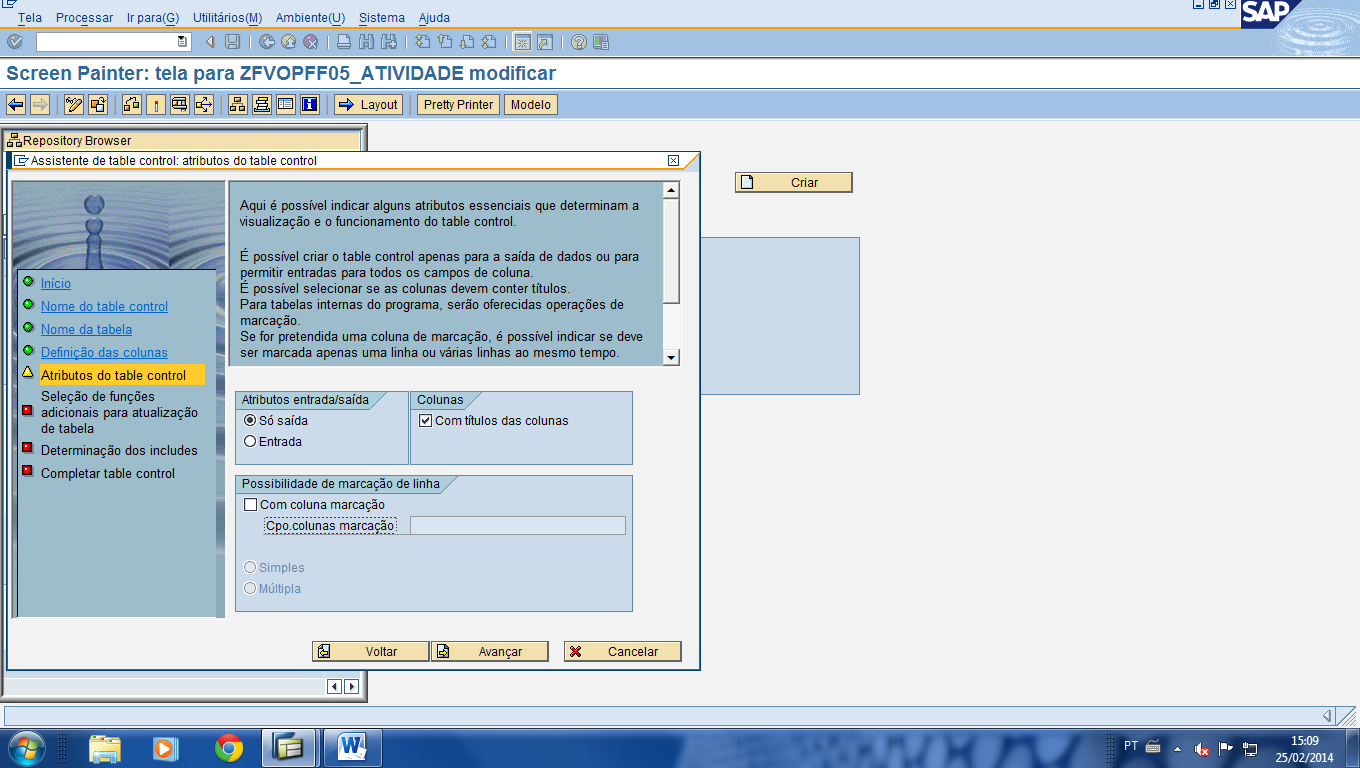 Tela Processar Ir para(G) Utilitários(M) Ambiente(U) Sistema Ajuda
SAP
Screen Painter: tela para ZFVOPFF05_ATIVIDADE modificar
Layout Pretty Printer Modelo
Repository Browser
Assistente de table control: atributos do table control
Criar
Aqui é possível indicar alguns atributos essenciais que determinam a
visualização e o funcionamento do table control.
É possível criar o table control apenas para a saída de dados ou para
permitir entradas para todos os campos de coluna.
É possível selecionar se as colunas devem conter títulos.
Para tabelas internas do programa, serão oferecidas operações de
marcação.
Se for pretendida uma coluna de marcação, é possível indicar se deve
ser marcada apenas uma linha ou várias linhas ao mesmo tempo.
Início
Nome do table control
Nome da tabela
Definição das colunas
Atributos do table control
Seleção de funções
adicionais para atualização
de tabela
Determinação dos includes
Completar table control
Atributos entrada/saída
Só saída
Entrada
Colunas
Com títulos das colunas
Possibilidade de marcação de linha
Com coluna marcação
Cpo.colunas marcação
Simples
Múltipla
Voltar Avançar Cancelar
PT
15:09
25/02/2014